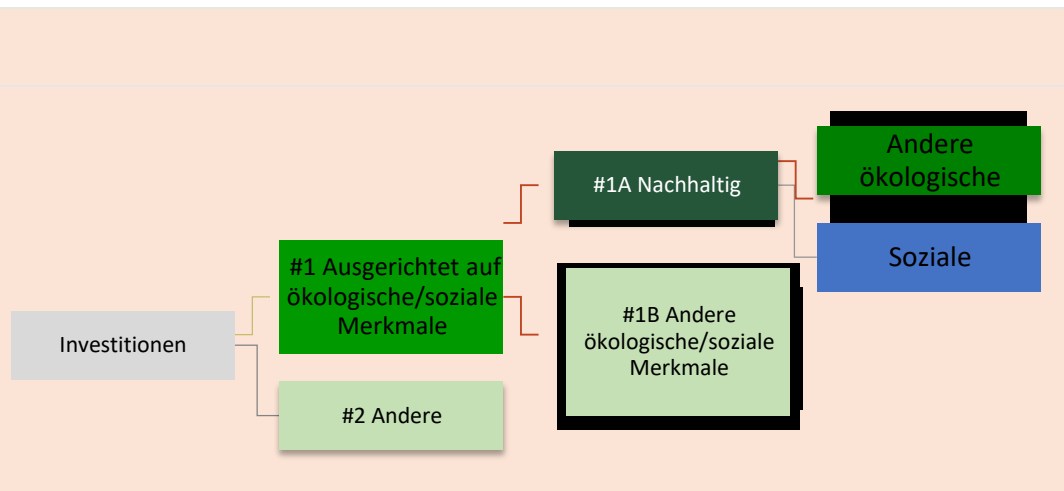 Investitionen
#1 Ausgerichtet auf
ökologische/soziale
Merkmale
#2 Andere
#1A Nachhaltig
#1B Andere
ökologische/soziale
Merkmale
Andere
ökologische
Soziale